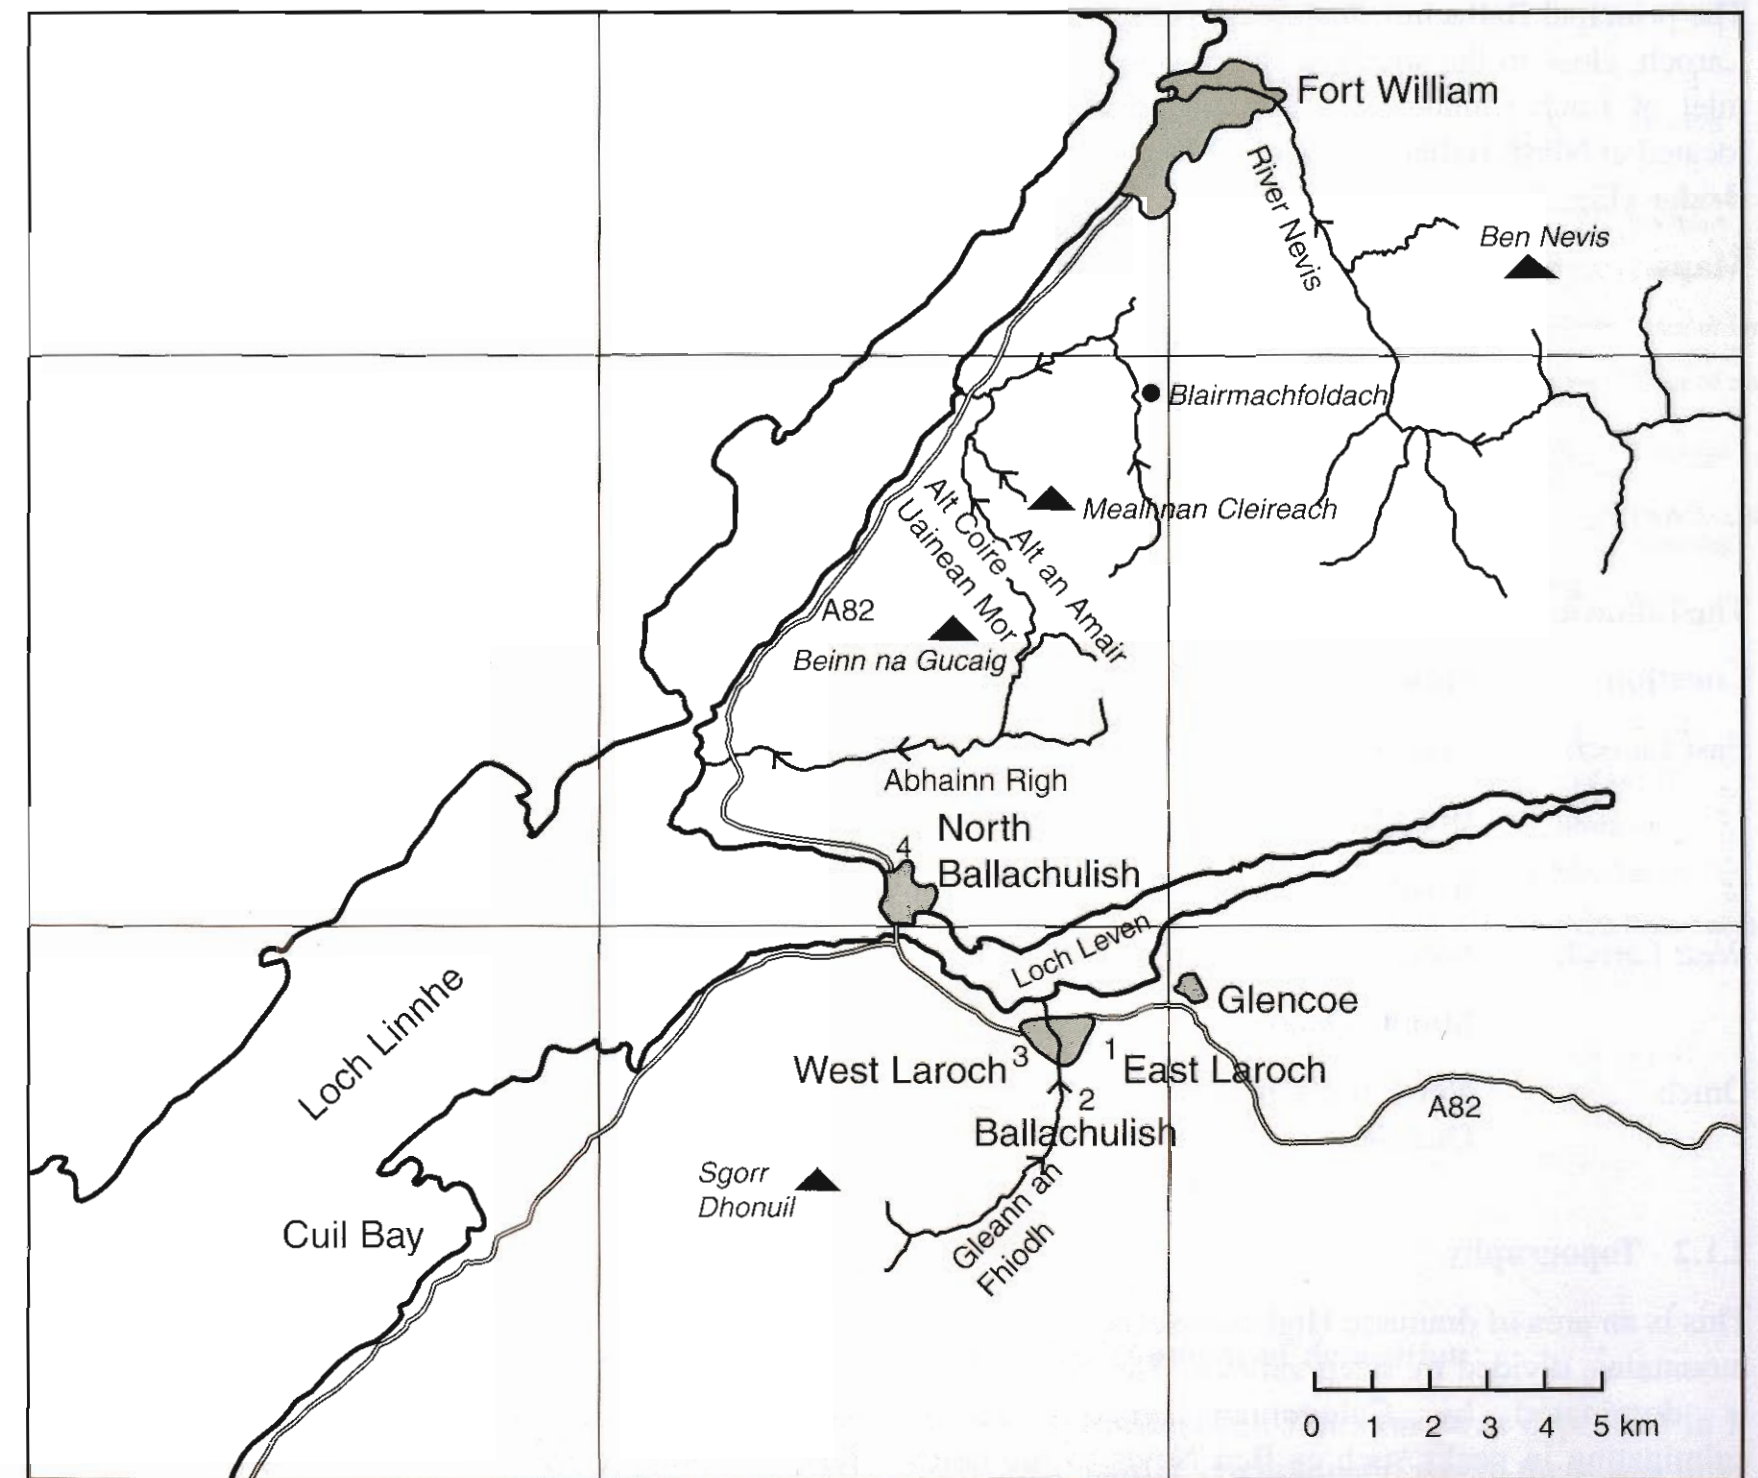 Fort William
River Nevis
Ben Nevis
Blairmachfoldach
Mealhnan Cleireach
Alt Coire
Uainean Mor
Alt an Amair
A82
Beinn na Gucaig
Abhainn Righ
North
4
Ballachulish
Loch Leven
Glencoe
Loch Linnhe
West Laroch
3
1
East Laroch
2
A82
Ballachulish
Sgorr
Dhonuil
Gleann an
Fhiodh
Cuil Bay
0 1 2 3 4 5 km